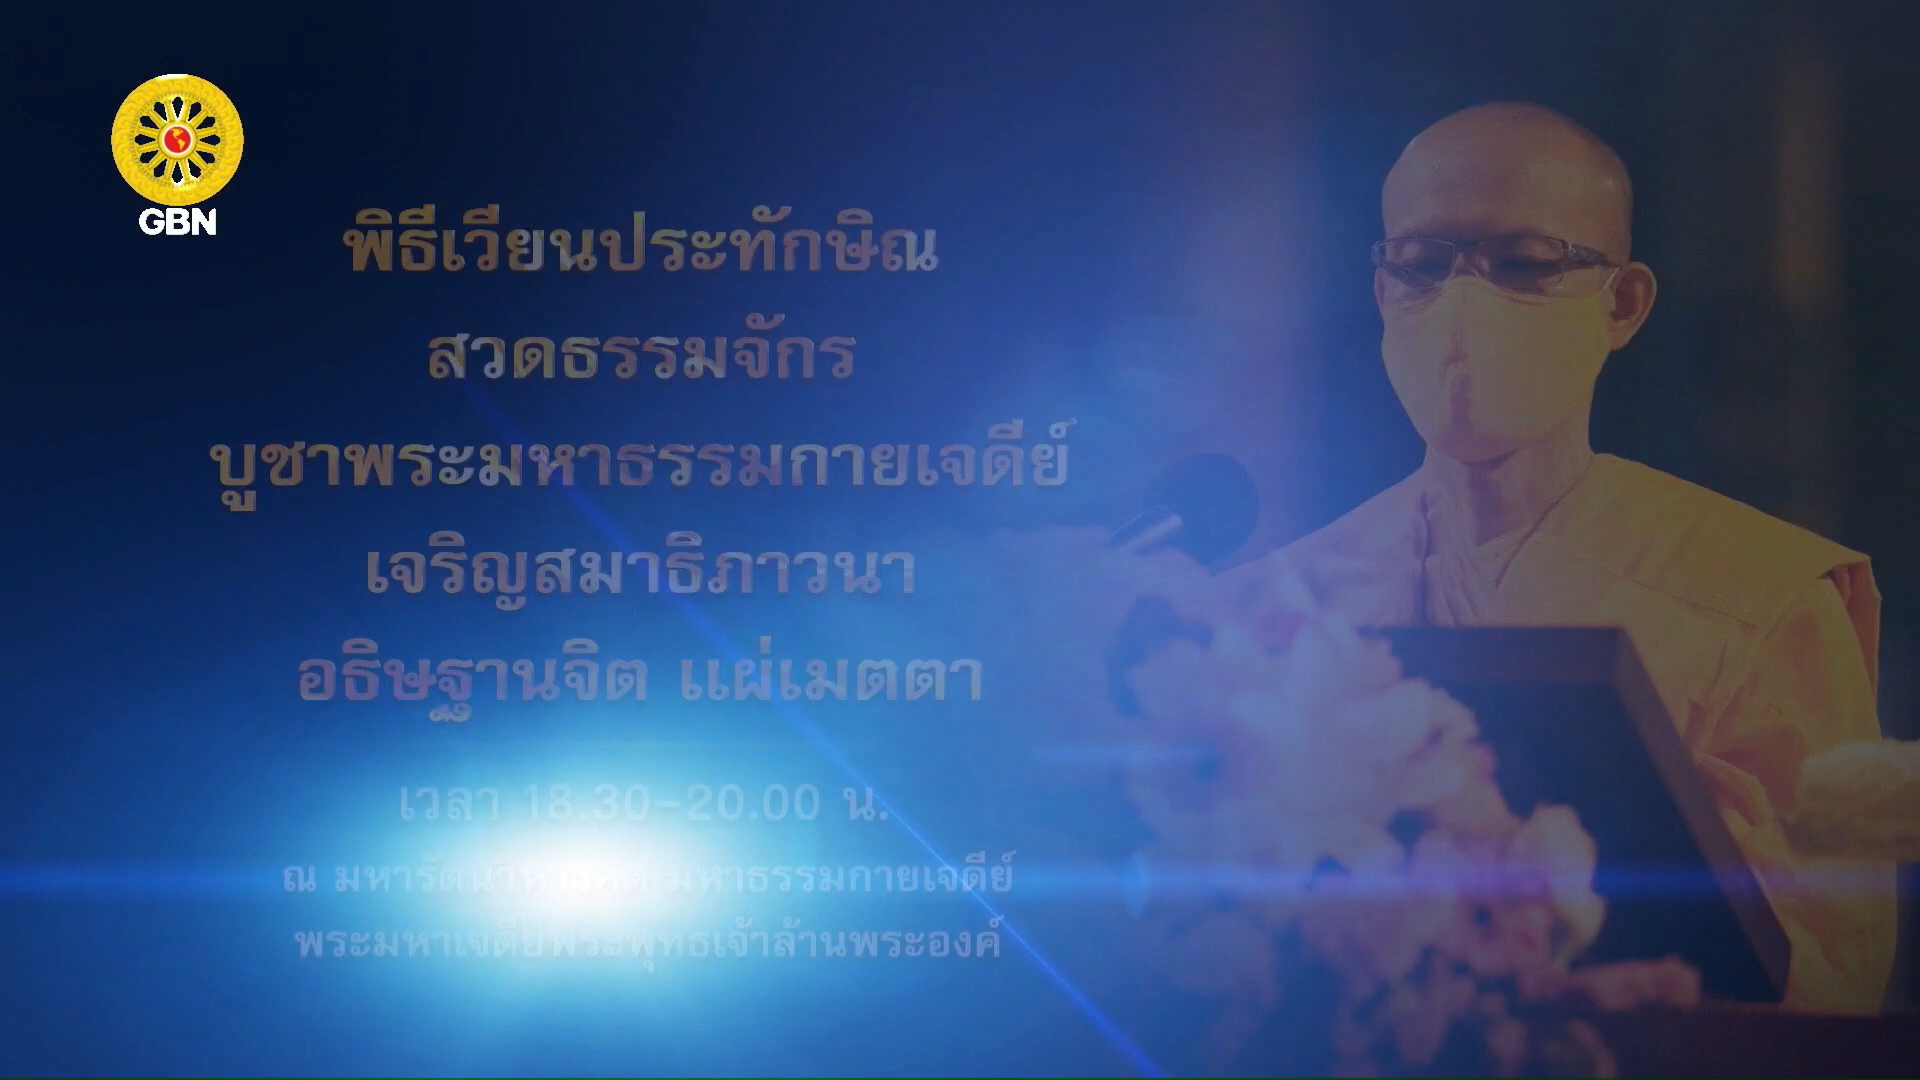 GBN
พิธีเวียนประทักษิณ
สวดธรรมจักร
บูชาพระมหาธรรมกายเจดีย์
เจริญสมาธิภาวนา
อธิษฐานจิต แผ่เมตตา
เวลา 18.30-20.00 น.
ณ มหารัตนวิหารคด มหาธรรมกายเจดีย์
พระมหาเจดีย์พระพุทธเจ้าล้านพระองค์